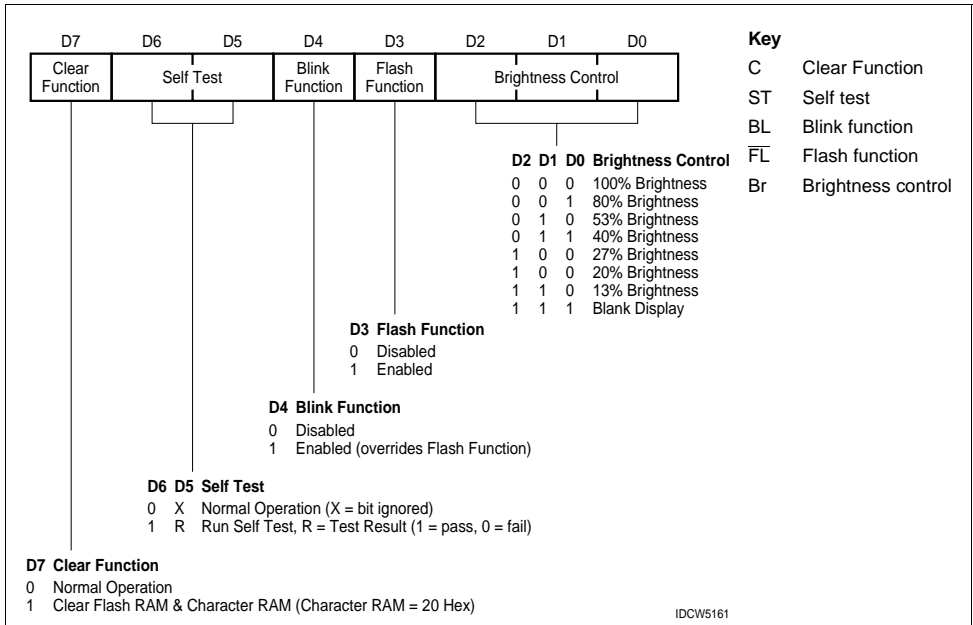 D7 D6 D5 D4 D3 D2 D1 D0
Clear Function Self Test Blink Function Flash Function Brightness Control
Key
C Clear Function
ST Self test
BL Blink function
F̅L̅ Flash function
Br Brightness control
D2 D1 D0 Brightness Control
0 0 0 100% Brightness
0 0 1 80% Brightness
0 1 0 53% Brightness
0 1 1 40% Brightness
1 0 0 27% Brightness
1 0 0 20% Brightness
1 1 0 13% Brightness
1 1 1 Blank Display
D3 Flash Function
0 Disabled
1 Enabled
D4 Blink Function
0 Disabled
1 Enabled (overrides Flash Function)
D6 D5 Self Test
0 X Normal Operation (X = bit ignored)
1 R Run Self Test, R = Test Result (1 = pass, 0 = fail)
D7 Clear Function
0 Normal Operation
1 Clear Flash RAM & Character RAM (Character RAM = 20 Hex)
IDCW5161